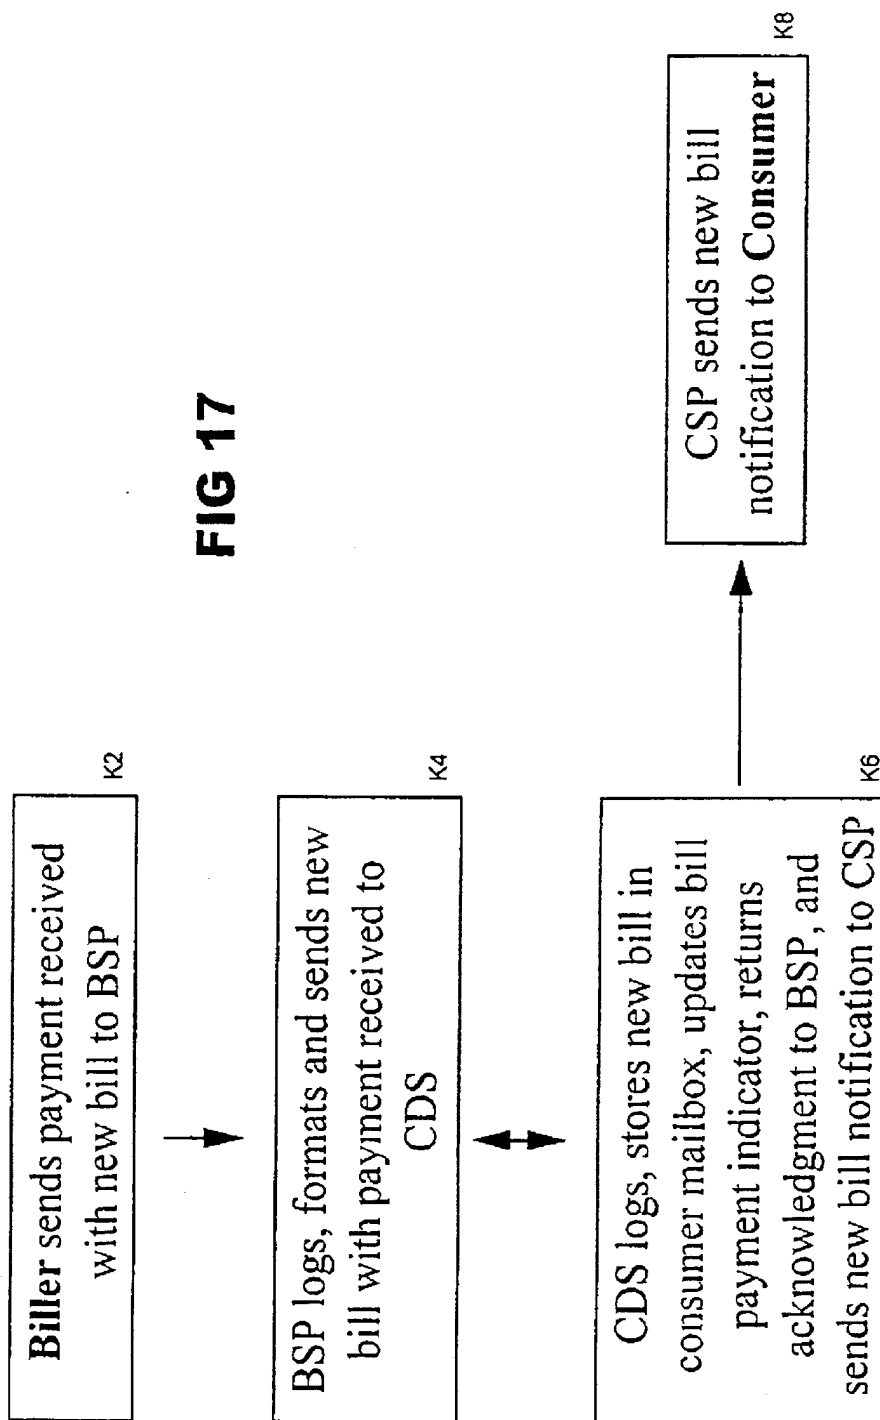 Biller sends payment received
with new bill to BSP
K2
BSP logs, formats and sends new
bill with payment received to
CDS
K4
CDS logs, stores new bill in
consumer mailbox, updates bill
payment indicator, returns
acknowledgment to BSP, and
sends new bill notification to CSP
K6
CSP sends new bill
notification to Consumer
K8
FIG 17